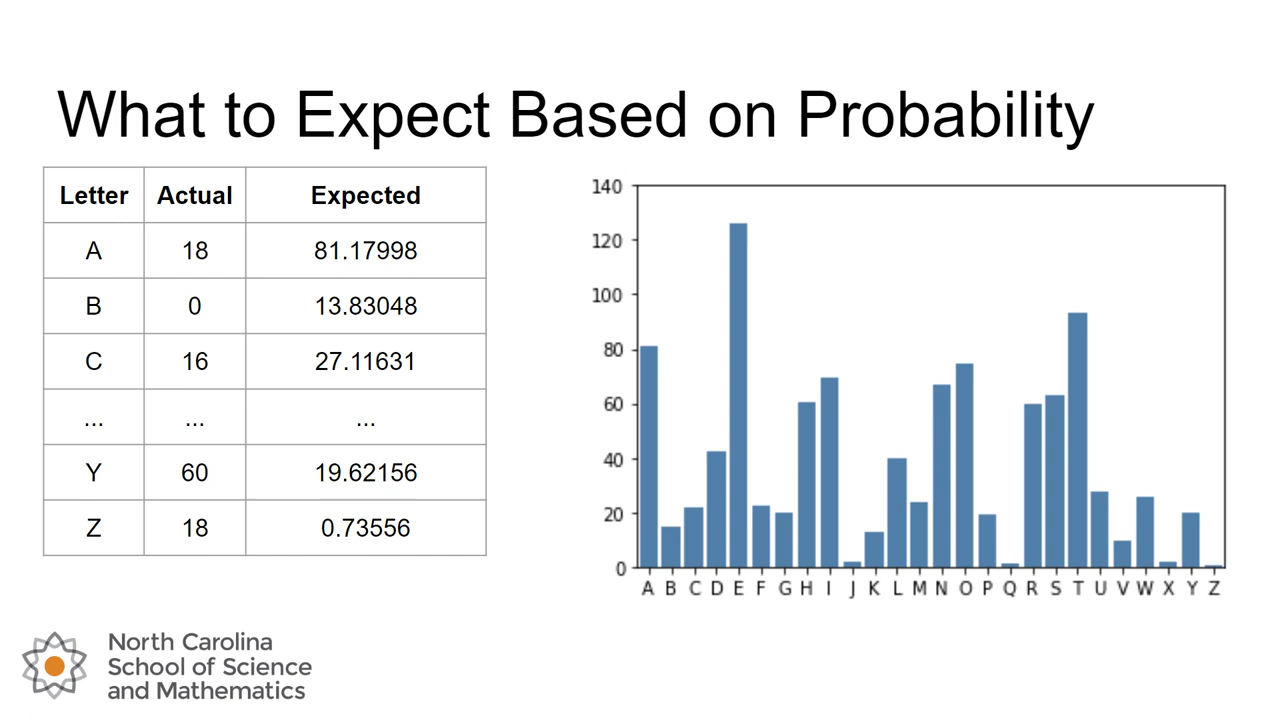 What to Expect Based on Probability
Letter Actual Expected
A 18 81.17998
B 0 13.83048
C 16 27.11631
... ... ...
Y 60 19.62156
Z 18 0.73556
140
120
100
80
60
40
20
0
A B C D E F G H I J K L M N O P Q R S T U V W X Y Z
North Carolina
School of Science
and Mathematics